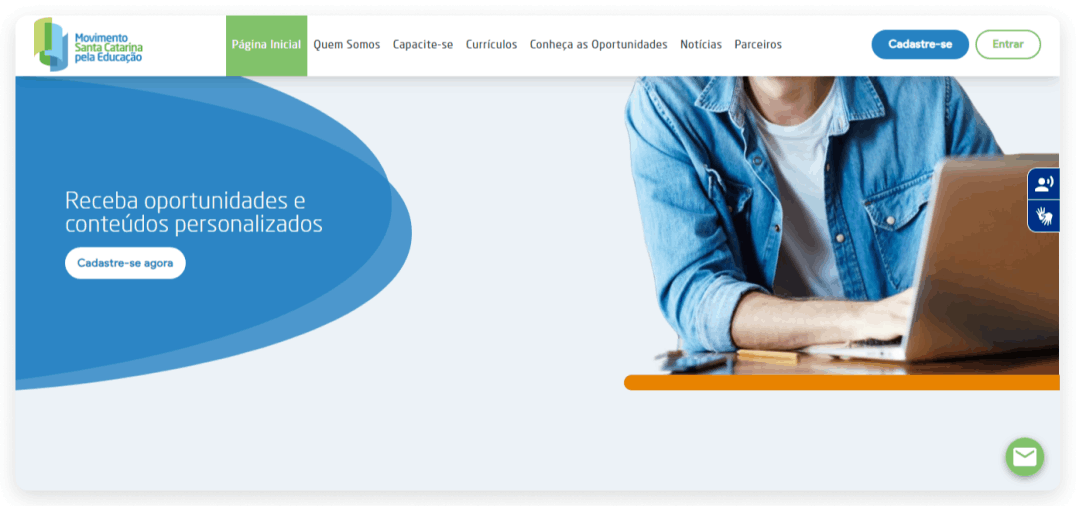 Movimento
Santa Catarina
pela Educação
Página Inicial
Quem Somos
Capacite-se
Currículos
Conheça as Oportunidades
Notícias
Parceiros
Cadastre-se
Entrar
Receba oportunidades e
conteúdos personalizados
Cadastre-se agora